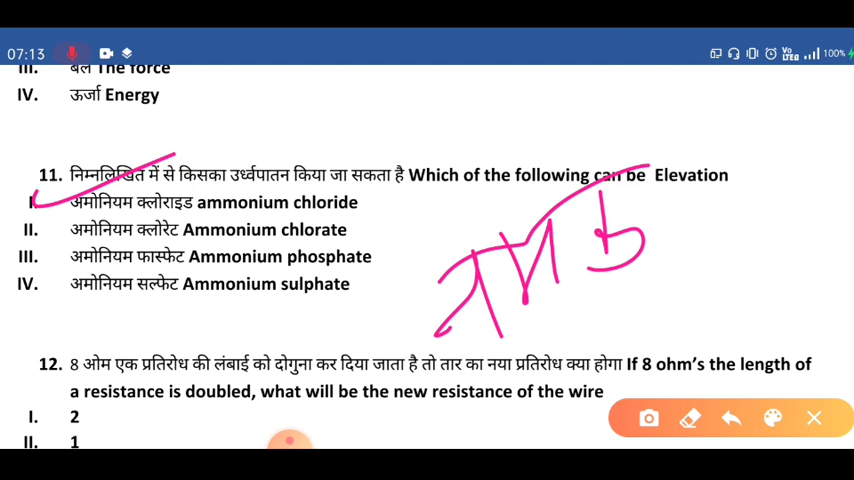 07:13
Vo
LTEG
100%
III. बल The force
IV. ऊर्जा Energy
11. निम्नलिखित में से किसका उर्ध्वपातन किया जा सकता है Which of the following can be Elevation
I. अमोनियम क्लोराइड ammonium chloride
II. अमोनियम क्लोरेट Ammonium chlorate
III. अमोनियम फास्फेट Ammonium phosphate
IV. अमोनियम सल्फेट Ammonium sulphate
12. 8 ओम एक प्रतिरोध की लंबाई को दोगुना कर दिया जाता है तो तार का नया प्रतिरोध क्या होगा If 8 ohm's the length of
a resistance is doubled, what will be the new resistance of the wire
I. 2
II. 1